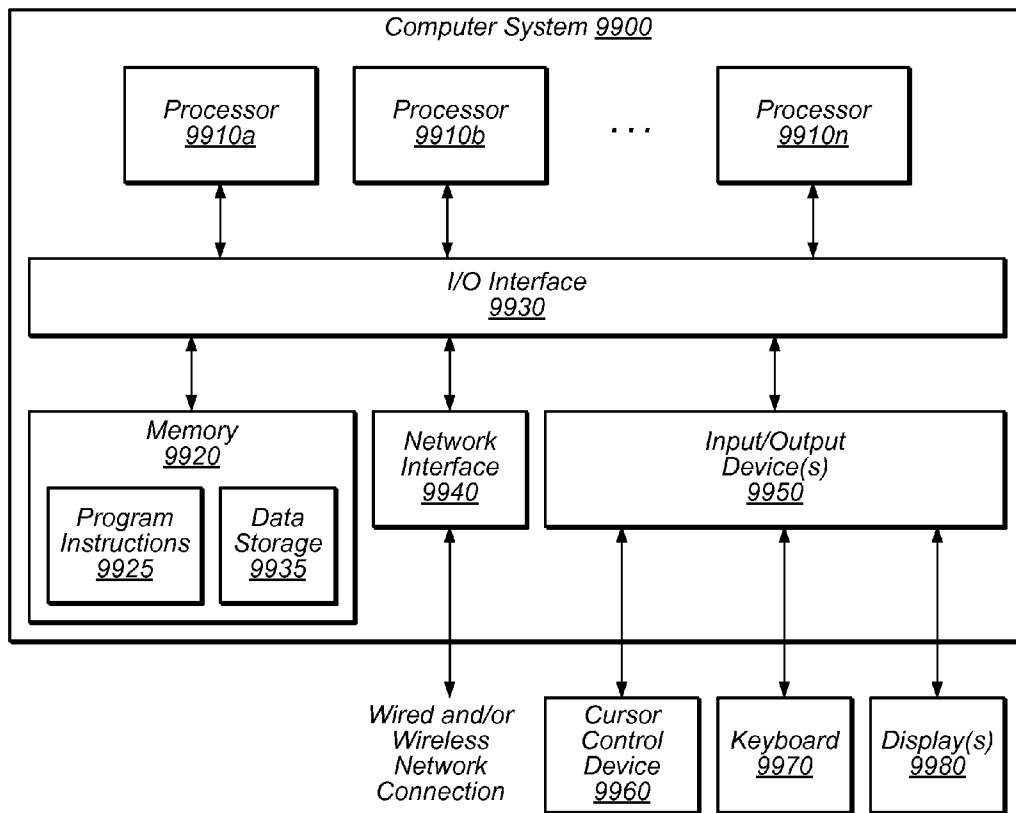 Computer System 9900
Processor
9910a
Processor
9910b
...
Processor
9910n
I/O Interface
9930
Memory
9920
Program
Instructions
9925
Data
Storage
9935
Network
Interface
9940
Input/Output
Device(s)
9950
Wired and/or
Wireless
Network
Connection
Cursor
Control
Device
9960
Keyboard
9970
Display(s)
9980